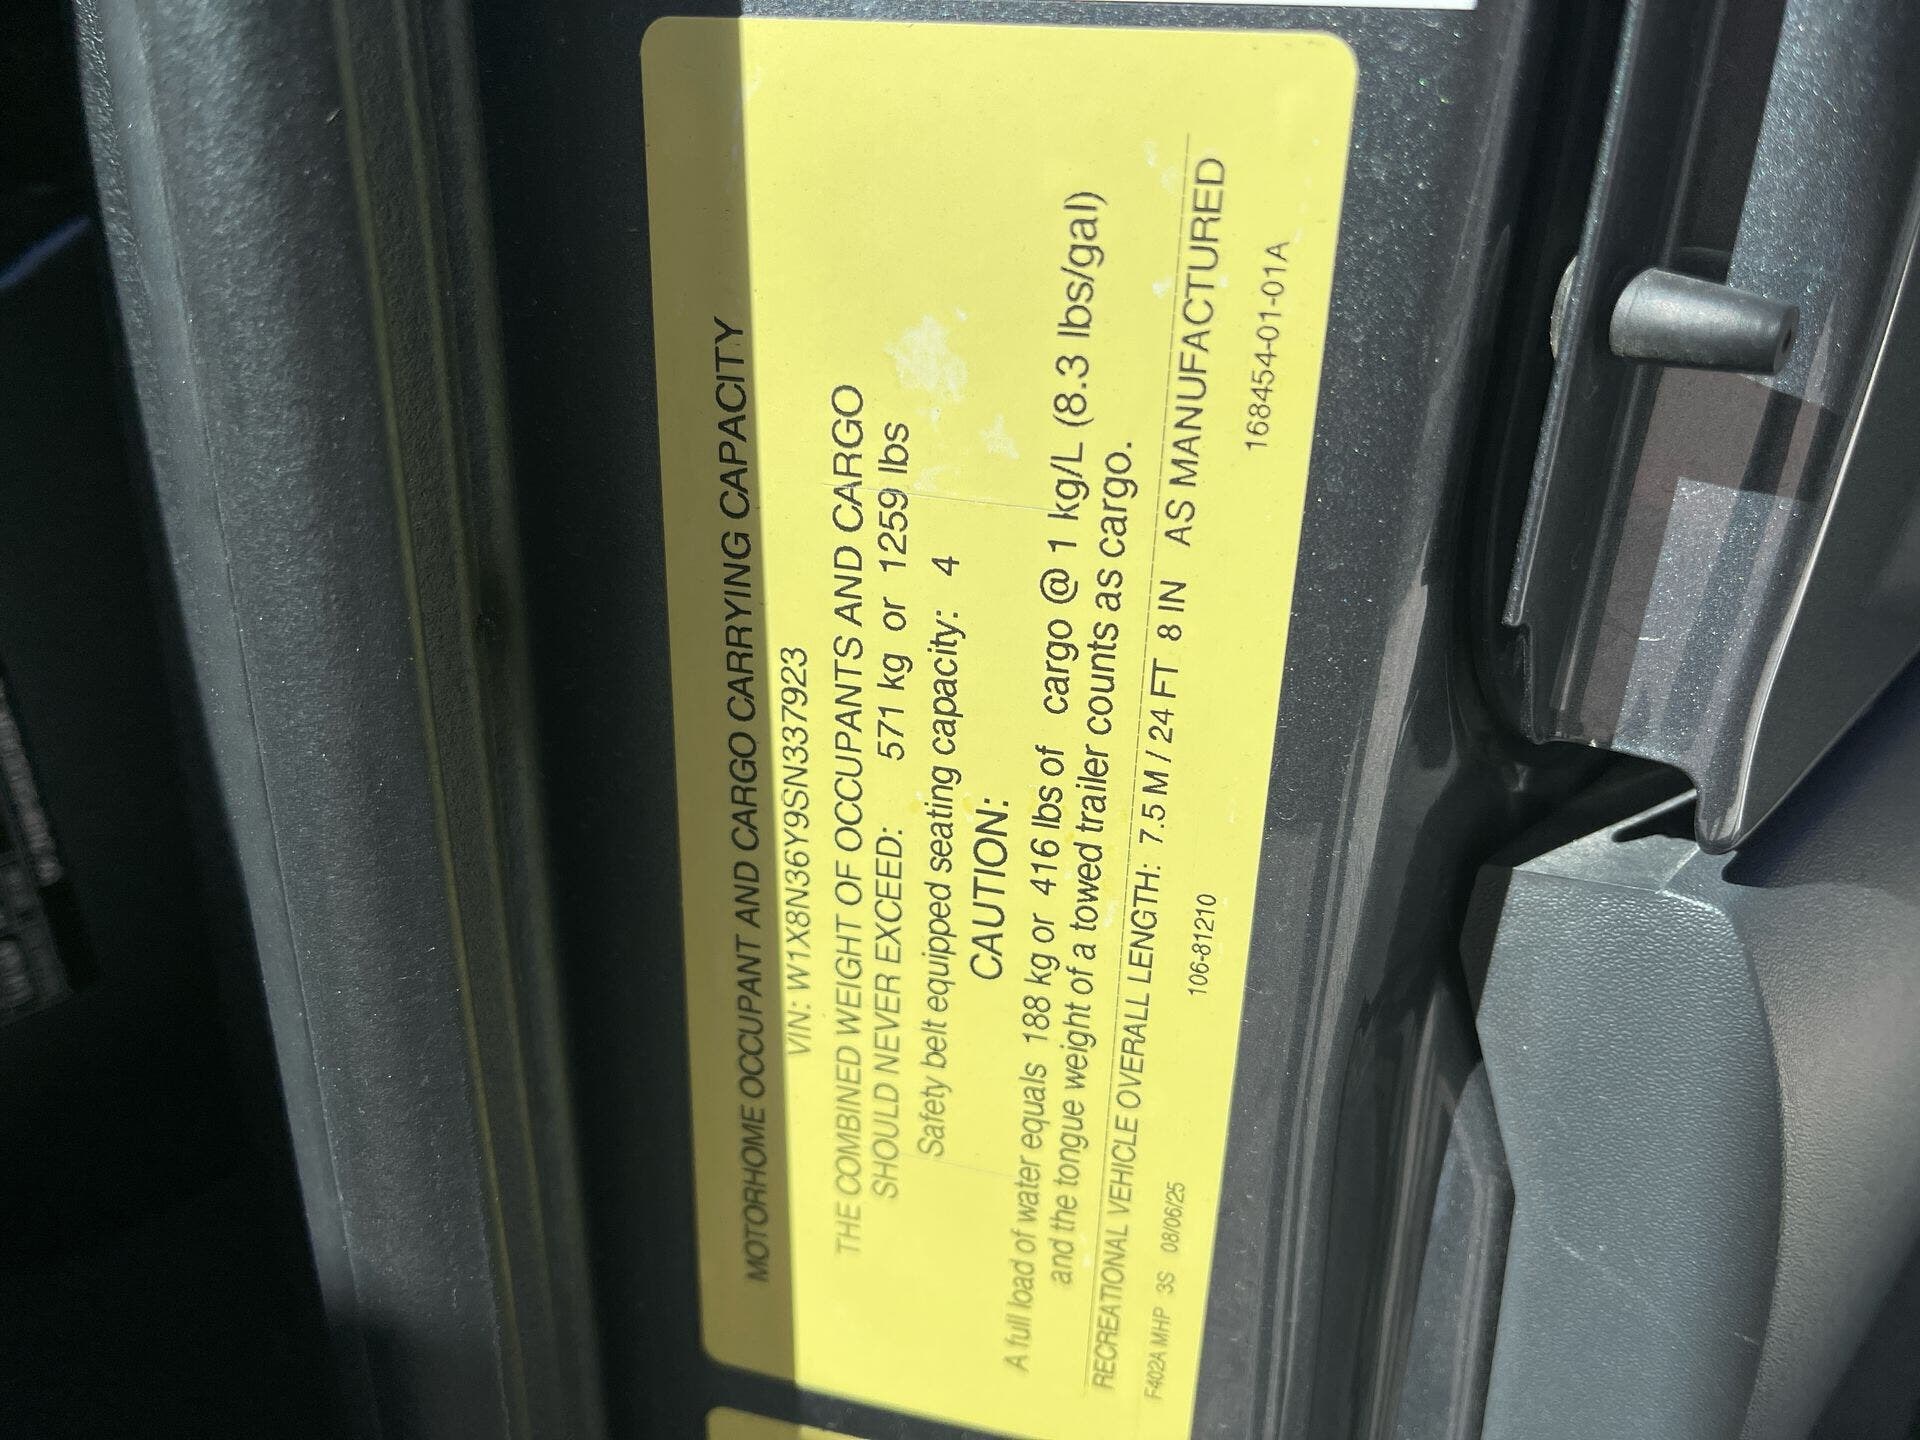 MOTORHOME OCCUPANT AND CARGO CARRYING CAPACITY
VIN: W1X8N36Y9SN337923
THE COMBINED WEIGHT OF OCCUPANTS AND CARGO
SHOULD NEVER EXCEED: 571 kg or 1259 lbs
Safety belt equipped seating capacity: 4
CAUTION:
A full load of water equals 188 kg or 416 lbs of cargo @ 1 kg/L (8.3 lbs/gal)
and the tongue weight of a towed trailer counts as cargo.
RECREATIONAL VEHICLE OVERALL LENGTH: 7.5 M / 24 FT 8 IN AS MANUFACTURED
F402A MHP 3S 08/06/25 106-81210 168454-01-01A